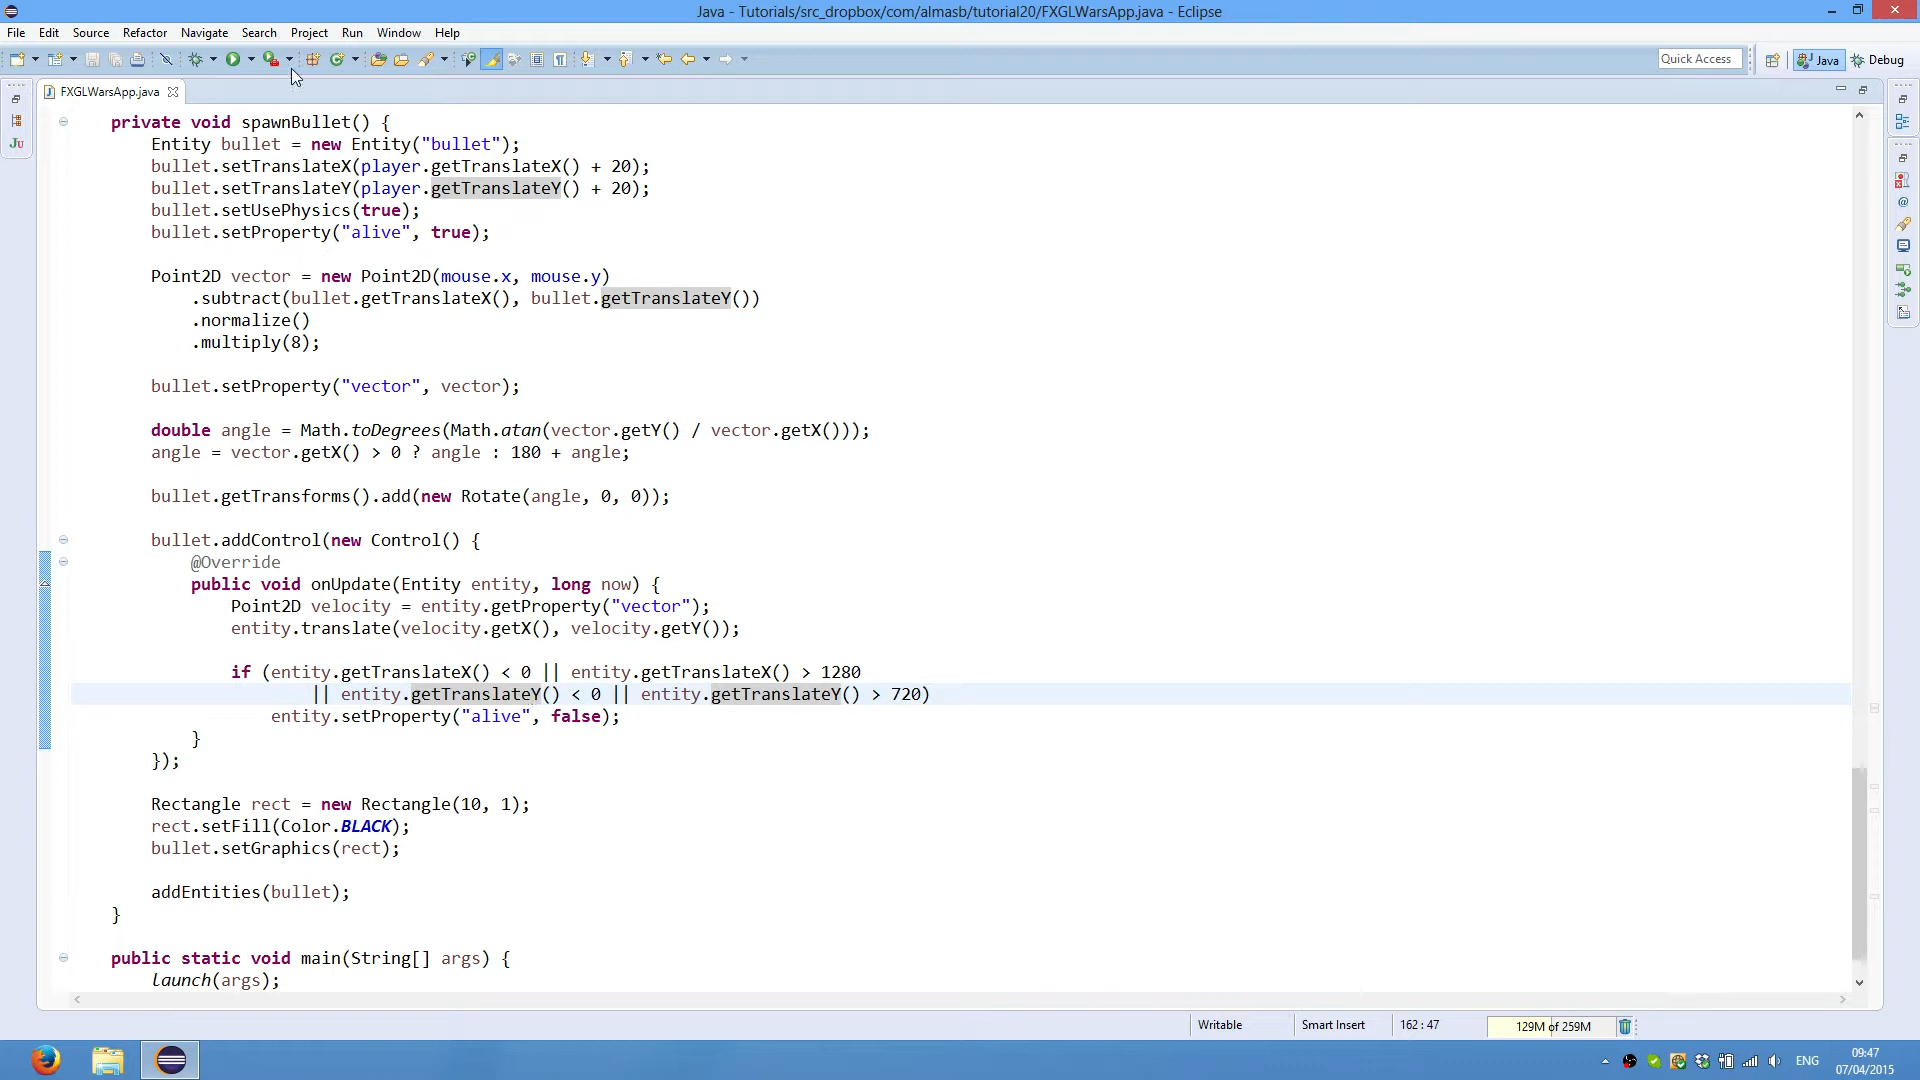 Java - Tutorials/src_dropbox/com/almasb/tutorial20/FXGLWarsApp.java - Eclipse
File Edit Source Refactor Navigate Search Project Run Window Help
Quick Access Java Debug
FXGLWarsApp.java
private void spawnBullet() {
Entity bullet = new Entity("bullet");
bullet.setTranslateX(player.getTranslateX() + 20);
bullet.setTranslateY(player.getTranslateY() + 20);
bullet.setUsePhysics(true);
bullet.setProperty("alive", true);
Point2D vector = new Point2D(mouse.x, mouse.y)
.subtract(bullet.getTranslateX(), bullet.getTranslateY())
.normalize()
.multiply(8);
bullet.setProperty("vector", vector);
double angle = Math.toDegrees(Math.atan(vector.getY() / vector.getX()));
angle = vector.getX() > 0 ? angle : 180 + angle;
bullet.getTransforms().add(new Rotate(angle, 0, 0));
bullet.addControl(new Control() {
@Override
public void onUpdate(Entity entity, long now) {
Point2D velocity = entity.getProperty("vector");
entity.translate(velocity.getX(), velocity.getY());
if (entity.getTranslateX() < 0 || entity.getTranslateX() > 1280
|| entity.getTranslateY() < 0 || entity.getTranslateY() > 720)
entity.setProperty("alive", false);
}
});
Rectangle rect = new Rectangle(10, 1);
rect.setFill(Color.BLACK);
bullet.setGraphics(rect);
addEntities(bullet);
}
public static void main(String[] args) {
launch(args);
Writable Smart Insert 162 : 47 129M of 259M
ENG
09:47
07/04/2015